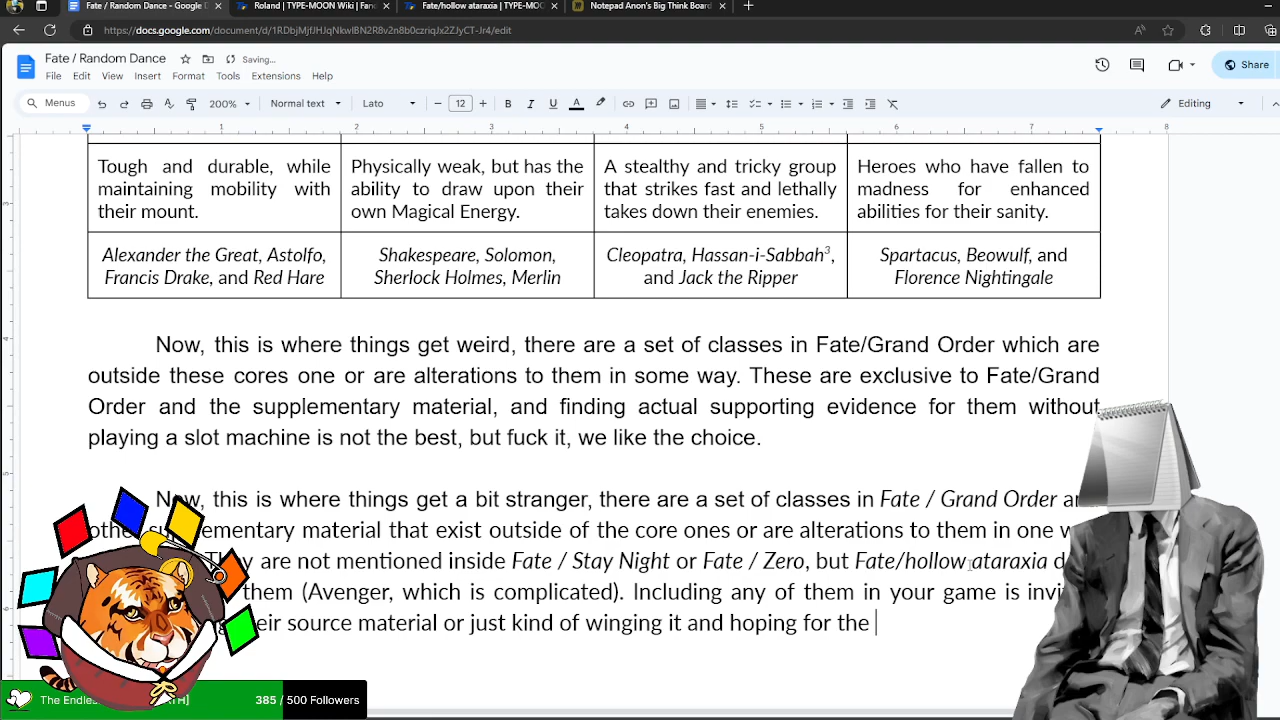 Fate / Random Dance - Google D
Roland | TYPE-MOON Wiki | Fan
Fate/hollow ataraxia | TYPE-MO
Notepad Anon's Big Think Board
https://docs.google.com/document/d/
Fate / Random Dance
Saving...
File Edit View Insert Format Tools Extensions Help
Share
Menus
200%
Normal text
Lato
12
Editing
1 2 3 4 5 6 7 8
Tough and durable, while
maintaining mobility with
their mount.
Physically weak, but has the
ability to draw upon their
own Magical Energy.
A stealthy and tricky group
that strikes fast and lethally
takes down their enemies.
Heroes who have fallen to
madness for enhanced
abilities for their sanity.
Alexander the Great, Astolfo,
Francis Drake, and Red Hare
Shakespeare, Solomon,
Sherlock Holmes, Merlin
Cleopatra, Hassan-i-Sabbah³,
and Jack the Ripper
Spartacus, Beowulf, and
Florence Nightingale
Now, this is where things get weird, there are a set of classes in Fate/Grand Order which are
outside these cores one or are alterations to them in some way. These are exclusive to Fate/Grand
Order and the supplementary material, and finding actual supporting evidence for them without
playing a slot machine is not the best, but fuck it, we like the choice.
Now, this is where things get a bit stranger, there are a set of classes in Fate / Grand Order
material that exist outside of the core ones or are alterations to them in one
are not mentioned inside Fate / Stay Night or Fate / Zero, but Fate/hollow ataraxia
them (Avenger, which is complicated). Including any of them in your game is
source material or just kind of winging it and hoping for the
The Endles
385 / 500 Followers